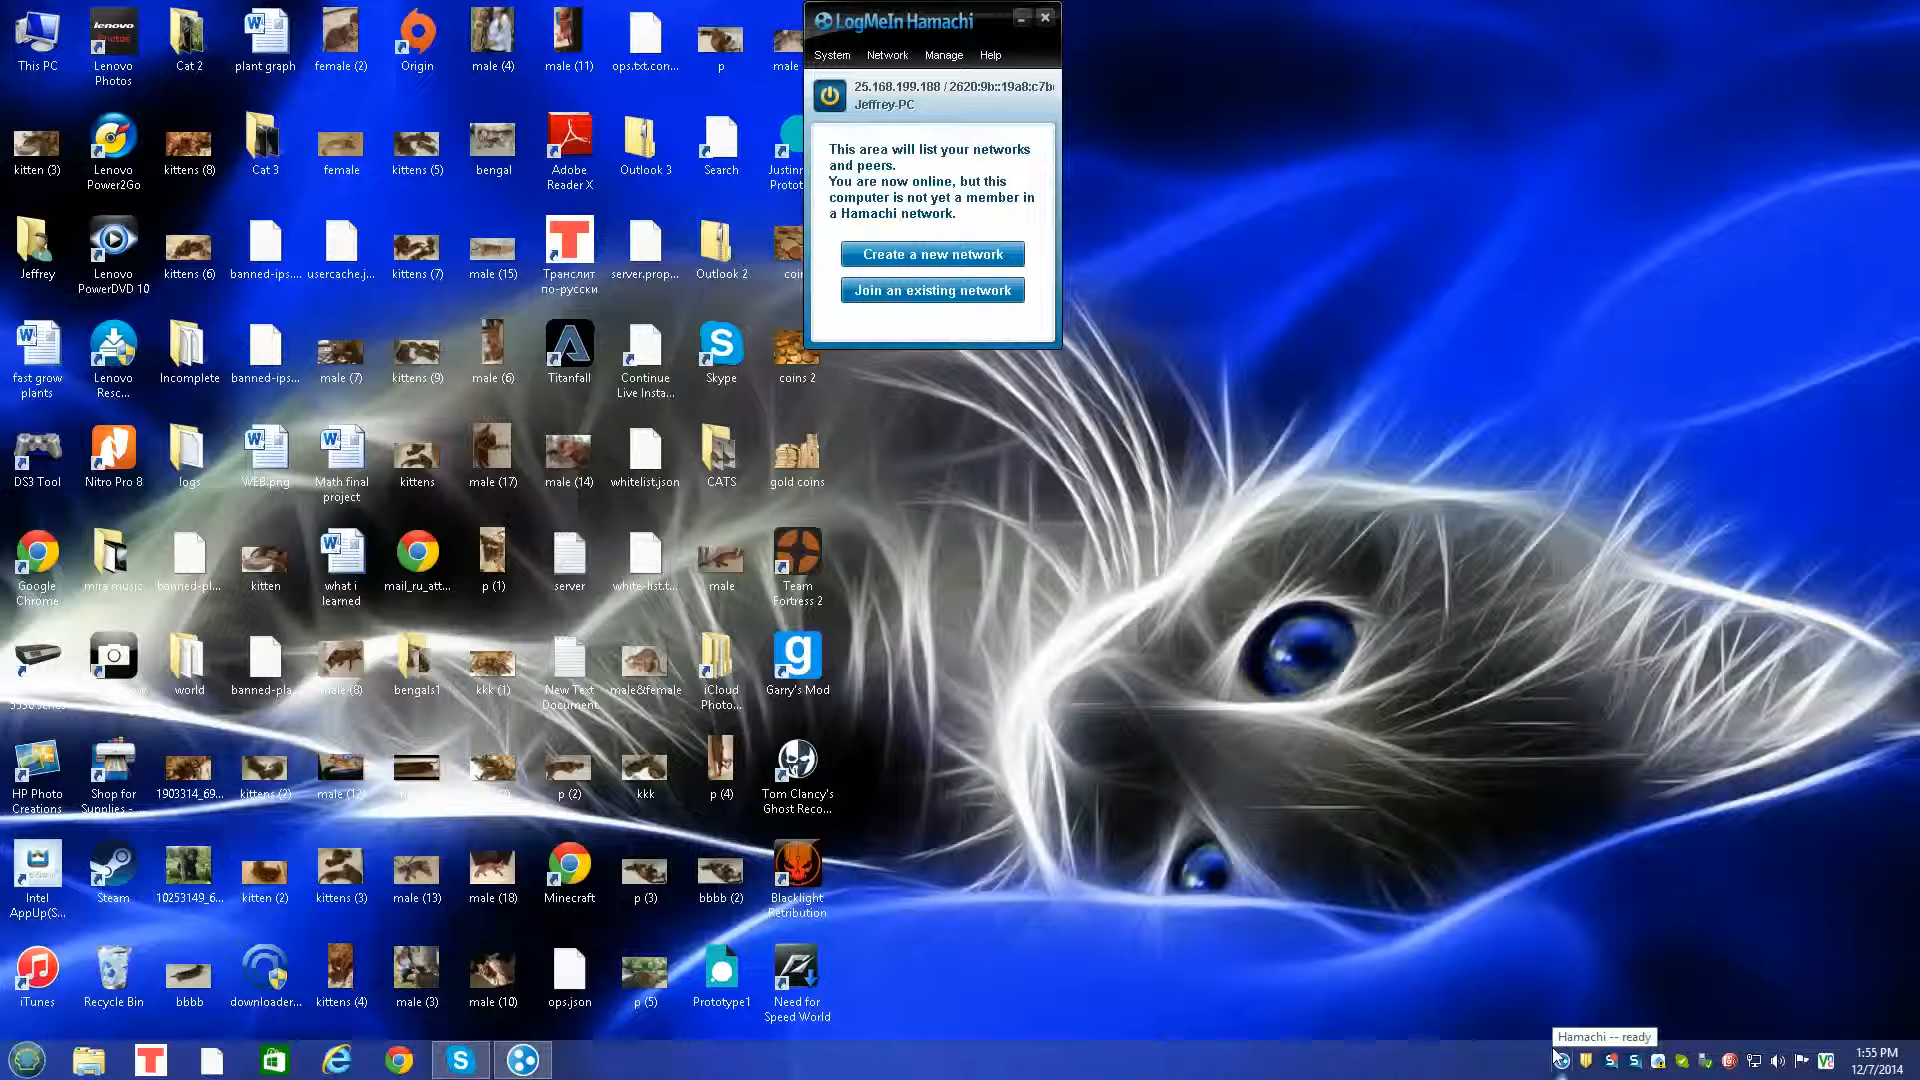 This PC
Lenovo
Photos
Cat 2
plant graph
female (2)
Origin
male (4)
male (11)
ops.txt.con...
p
male
kitten (3)
Lenovo
Power2Go
kittens (8)
Cat 3
female
kittens (5)
bengal
Adobe
Reader X
Outlook 3
Search
Justin
Protot
Jeffrey
Lenovo
PowerDVD 10
kittens (6)
banned-ips....
usercache.j...
kittens (7)
male (15)
Транслит
по-русски
server.prop...
Outlook 2
coin
fast grow
plants
Lenovo
Resc...
Incomplete
banned-ips...
male (7)
kittens (9)
male (6)
Titanfall
Continue
Live Insta...
Skype
coins 2
DS3 Tool
Nitro Pro 8
logs
WEB.png
Math final
project
kittens
male (17)
male (14)
whitelist.json
CATS
gold coins
Google
Chrome
mira music
banned-pl...
kitten
what i
learned
mail_ru_att...
p (1)
server
white-list.t...
male
Team
Fortress 2
world
banned-pla...
male (8)
bengals1
kkk (1)
New Text
Document
male&female
iCloud
Photo...
Garry's Mod
HP Photo
Creations
Shop for
Supplies - ...
1903314_69...
kittens (2)
male (12)
p (2)
kkk
p (4)
Tom Clancy's
Ghost Reco...
Intel
AppUp(S...
Steam
10253149_6...
kitten (2)
kittens (3)
male (13)
male (18)
Minecraft
p (3)
bbbb (2)
Blacklight
Retribution
iTunes
Recycle Bin
bbbb
downloader...
kittens (4)
male (3)
male (10)
ops.json
p (5)
Prototype1
Need for
Speed World
LogMeIn Hamachi
System Network Manage Help
25.168.199.188 / 2620:9b::19a8:c7b
Jeffrey-PC
This area will list your networks
and peers.
You are now online, but this
computer is not yet a member in
a Hamachi network.
Create a new network
Join an existing network
Hamachi -- ready
1:55 PM
12/7/2014